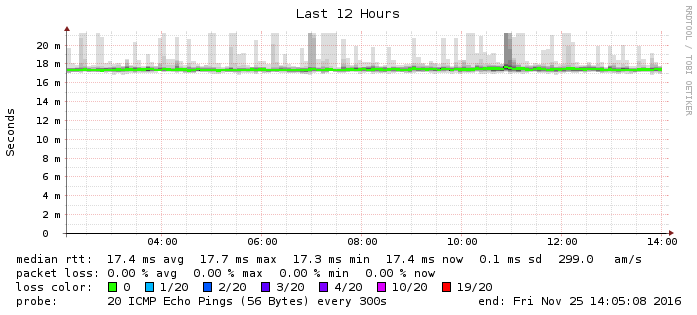 Last 12 Hours
RRDTOOL / TOBI OETIKER
Seconds
20 m
18 m
16 m
14 m
12 m
10 m
8 m
6 m
4 m
2 m
0
04:00 06:00 08:00 10:00 12:00 14:00
median rtt: 17.4 ms avg 17.7 ms max 17.3 ms min 17.4 ms now 0.1 ms sd 299.0 am/s
packet loss: 0.00 % avg 0.00 % max 0.00 % min 0.00 % now
loss color: 0 1/20 2/20 3/20 4/20 10/20 19/20
probe: 20 ICMP Echo Pings (56 Bytes) every 300s end: Fri Nov 25 14:05:08 2016